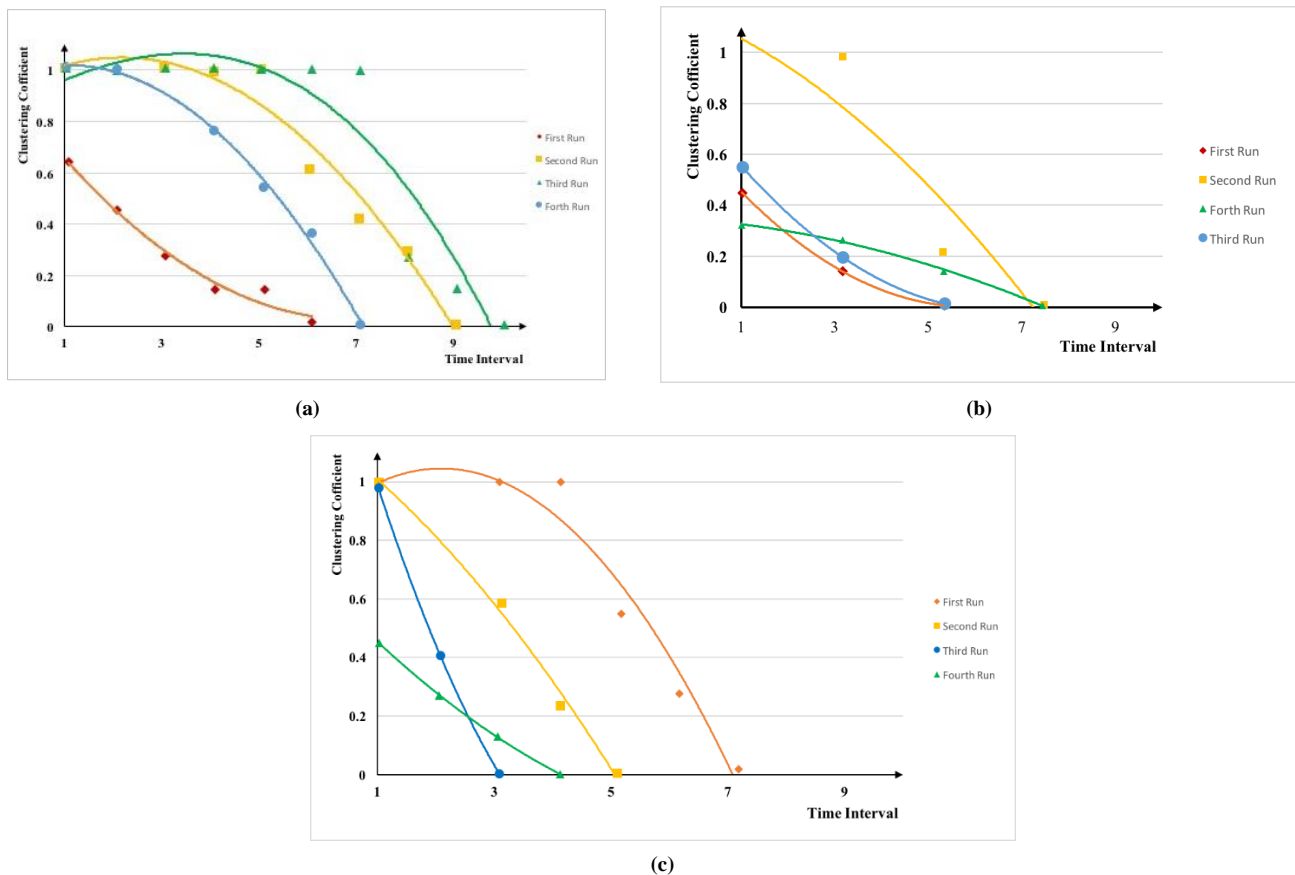 Clustering Cofficient
1
0.8
0.6
0.4
0.2
0
1
3
5
7
9
Time Interval
First Run
Second Run
Third Run
Forth Run
(a)
Clustering Cofficient
1
0.8
0.6
0.4
0.2
0
1
3
5
7
9
Time Interval
First Run
Second Run
Forth Run
Third Run
(b)
Clustering Cofficient
1
0.8
0.6
0.4
0.2
0
1
3
5
7
9
Time Interval
First Run
Second Run
Third Run
Fourth Run
(c)